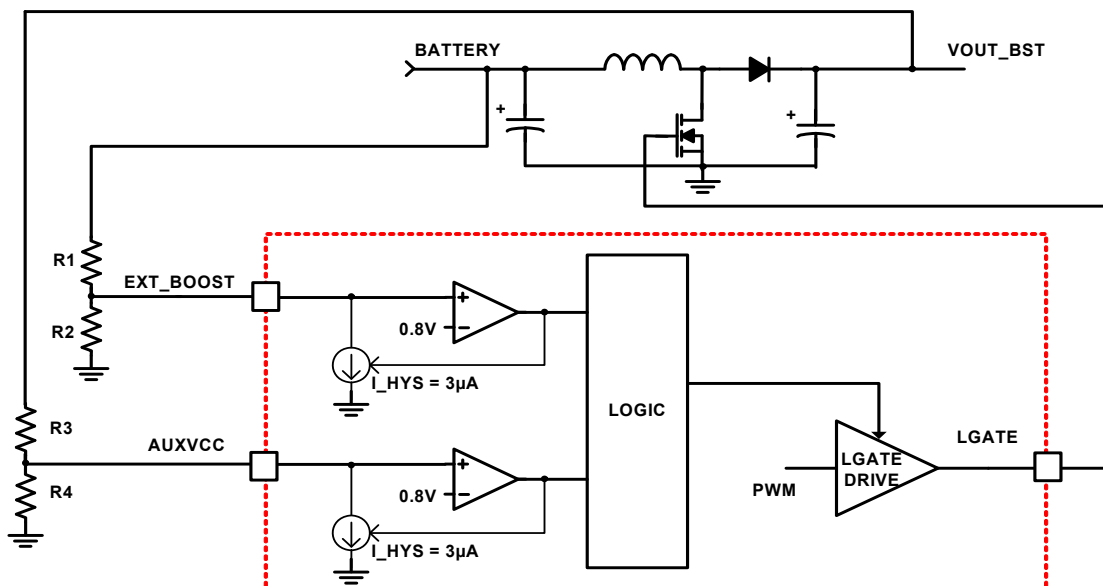 BATTERY
VOUT_BST
+
+
R1
EXT_BOOST
R2
+
0.8V
−
I_HYS = 3µA
LOGIC
R3
AUXVCC
R4
+
0.8V
−
I_HYS = 3µA
LGATE
DRIVE
LGATE
PWM